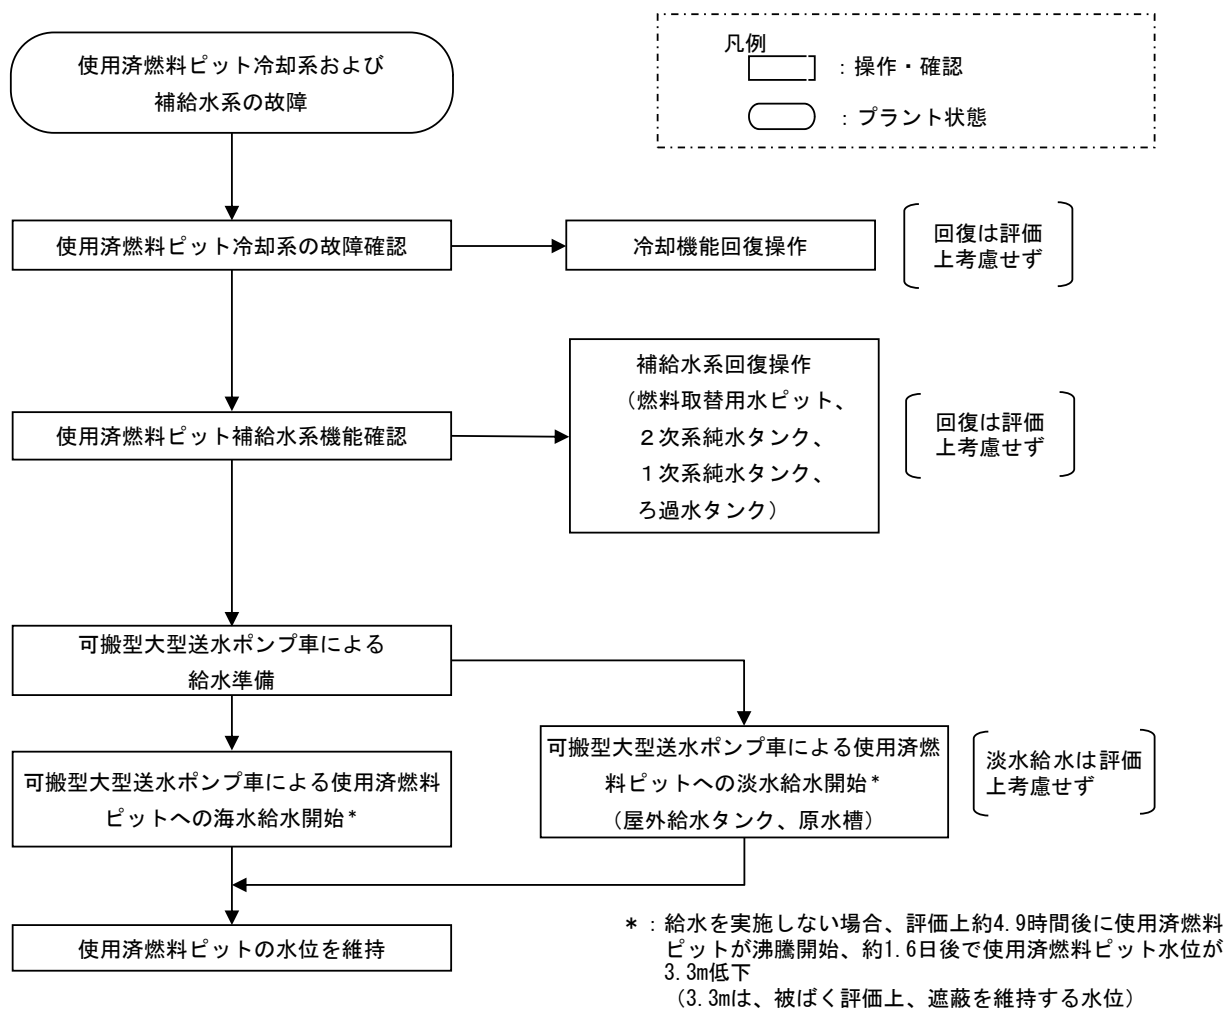 使用済燃料ピット冷却系および
補給水系の故障
凡例
：操作・確認
：プラント状態
使用済燃料ピット冷却系の故障確認
冷却機能回復操作
回復は評価
上考慮せず
使用済燃料ピット補給水系機能確認
補給水系回復操作
（燃料取替用水ピット、
２次系純水タンク、
１次系純水タンク、
ろ過水タンク）
回復は評価
上考慮せず
可搬型大型送水ポンプ車による
給水準備
可搬型大型送水ポンプ車による使用済燃料
ピットへの海水給水開始*
可搬型大型送水ポンプ車による使用済燃
料ピットへの淡水給水開始*
（屋外給水タンク、原水槽）
淡水給水は評価
上考慮せず
使用済燃料ピットの水位を維持
*：給水を実施しない場合、評価上約4.9時間後に使用済燃料
ピットが沸騰開始、約1.6日後で使用済燃料ピット水位が
3.3m低下
（3.3mは、被ばく評価上、遮蔽を維持する水位）